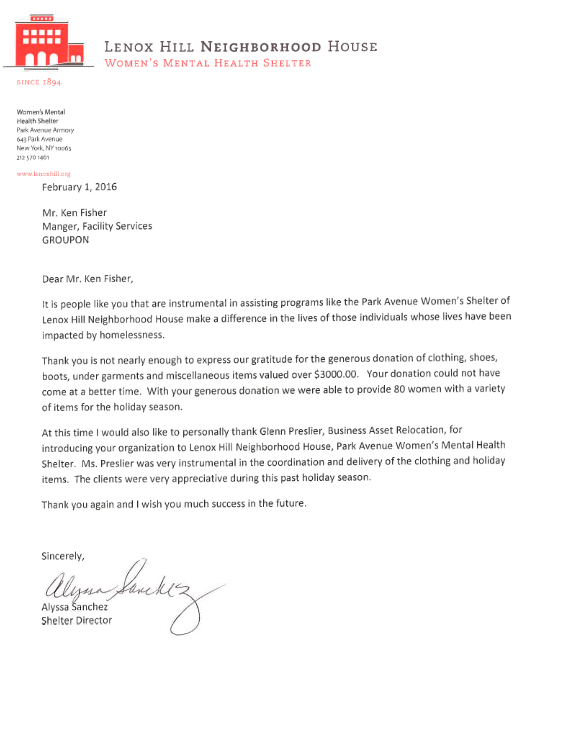 LENOX HILL NEIGHBORHOOD HOUSE
WOMEN'S MENTAL HEALTH SHELTER
SINCE 1894
Women's Mental
Health Shelter
Park Avenue Armory
643 Park Avenue
New York, NY 10065
212 570 1461
www.lenoxhill.org
February 1, 2016
Mr. Ken Fisher
Manger, Facility Services
GROUPON
Dear Mr. Ken Fisher,
It is people like you that are instrumental in assisting programs like the Park Avenue Women's Shelter of
Lenox Hill Neighborhood House make a difference in the lives of those individuals whose lives have been
impacted by homelessness.
Thank you is not nearly enough to express our gratitude for the generous donation of clothing, shoes,
boots, under garments and miscellaneous items valued over $3000.00. Your donation could not have
come at a better time. With your generous donation we were able to provide 80 women with a variety
of items for the holiday season.
At this time I would also like to personally thank Glenn Preslier, Business Asset Relocation, for
introducing your organization to Lenox Hill Neighborhood House, Park Avenue Women's Mental Health
Shelter. Ms. Preslier was very instrumental in the coordination and delivery of the clothing and holiday
items. The clients were very appreciative during this past holiday season.
Thank you again and I wish you much success in the future.
Sincerely,
Alyssa Sanchez
Alyssa Sanchez
Shelter Director